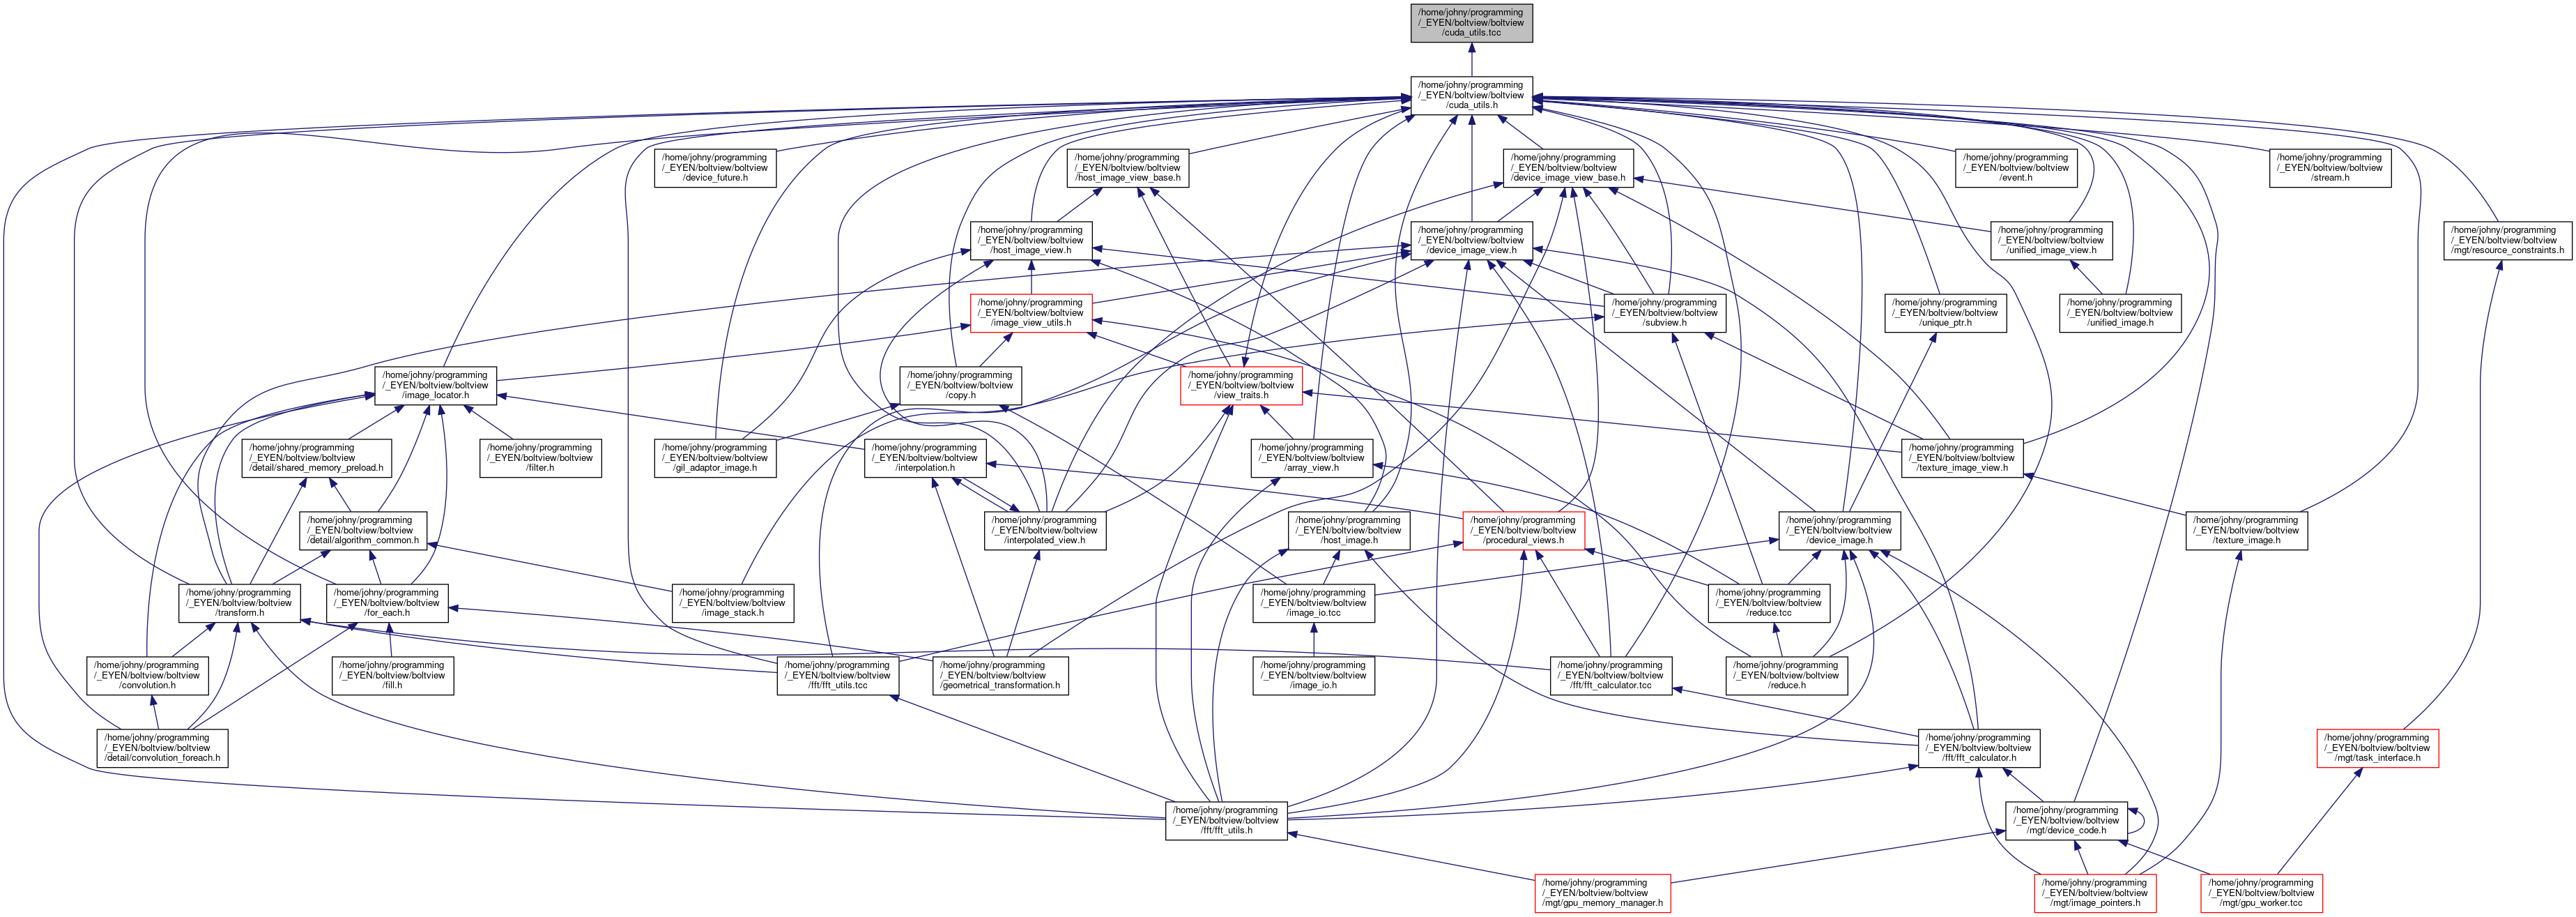 /home/johny/programming
/_EYEN/boltview/boltview
/cuda_utils.tcc
/home/johny/programming
/_EYEN/boltview/boltview
/cuda_utils.h
/home/johny/programming
/_EYEN/boltview/boltview
/device_future.h
/home/johny/programming
/_EYEN/boltview/boltview
/host_image_view_base.h
/home/johny/programming
/_EYEN/boltview/boltview
/device_image_view_base.h
/home/johny/programming
/_EYEN/boltview/boltview
/event.h
/home/johny/programming
/_EYEN/boltview/boltview
/stream.h
/home/johny/programming
/_EYEN/boltview/boltview
/host_image_view.h
/home/johny/programming
/_EYEN/boltview/boltview
/device_image_view.h
/home/johny/programming
/_EYEN/boltview/boltview
/unified_image_view.h
/home/johny/programming
/_EYEN/boltview/boltview
/mgt/resource_constraints.h
/home/johny/programming
/_EYEN/boltview/boltview
/image_view_utils.h
/home/johny/programming
/_EYEN/boltview/boltview
/subview.h
/home/johny/programming
/_EYEN/boltview/boltview
/unique_ptr.h
/home/johny/programming
/_EYEN/boltview/boltview
/unified_image.h
/home/johny/programming
/_EYEN/boltview/boltview
/image_locator.h
/home/johny/programming
/_EYEN/boltview/boltview
/copy.h
/home/johny/programming
/_EYEN/boltview/boltview
/view_traits.h
/home/johny/programming
/_EYEN/boltview/boltview
/detail/shared_memory_preload.h
/home/johny/programming
/_EYEN/boltview/boltview
/filter.h
/home/johny/programming
/_EYEN/boltview/boltview
/gil_adaptor_image.h
/home/johny/programming
/_EYEN/boltview/boltview
/interpolation.h
/home/johny/programming
/_EYEN/boltview/boltview
/array_view.h
/home/johny/programming
/_EYEN/boltview/boltview
/texture_image_view.h
/home/johny/programming
/_EYEN/boltview/boltview
/detail/algorithm_common.h
/home/johny/programming
/_EYEN/boltview/boltview
/interpolated_view.h
/home/johny/programming
/_EYEN/boltview/boltview
/host_image.h
/home/johny/programming
/_EYEN/boltview/boltview
/procedural_views.h
/home/johny/programming
/_EYEN/boltview/boltview
/device_image.h
/home/johny/programming
/_EYEN/boltview/boltview
/texture_image.h
/home/johny/programming
/_EYEN/boltview/boltview
/transform.h
/home/johny/programming
/_EYEN/boltview/boltview
/for_each.h
/home/johny/programming
/_EYEN/boltview/boltview
/image_stack.h
/home/johny/programming
/_EYEN/boltview/boltview
/image_io.tcc
/home/johny/programming
/_EYEN/boltview/boltview
/reduce.tcc
/home/johny/programming
/_EYEN/boltview/boltview
/convolution.h
/home/johny/programming
/_EYEN/boltview/boltview
/fill.h
/home/johny/programming
/_EYEN/boltview/boltview
/fft/fft_utils.tcc
/home/johny/programming
/_EYEN/boltview/boltview
/geometrical_transformation.h
/home/johny/programming
/_EYEN/boltview/boltview
/image_io.h
/home/johny/programming
/_EYEN/boltview/boltview
/fft/fft_calculator.tcc
/home/johny/programming
/_EYEN/boltview/boltview
/reduce.h
/home/johny/programming
/_EYEN/boltview/boltview
/detail/convolution_foreach.h
/home/johny/programming
/_EYEN/boltview/boltview
/fft/fft_calculator.h
/home/johny/programming
/_EYEN/boltview/boltview
/mgt/task_interface.h
/home/johny/programming
/_EYEN/boltview/boltview
/fft/fft_utils.h
/home/johny/programming
/_EYEN/boltview/boltview
/mgt/device_code.h
/home/johny/programming
/_EYEN/boltview/boltview
/mgt/gpu_memory_manager.h
/home/johny/programming
/_EYEN/boltview/boltview
/mgt/image_pointers.h
/home/johny/programming
/_EYEN/boltview/boltview
/mgt/gpu_worker.tcc